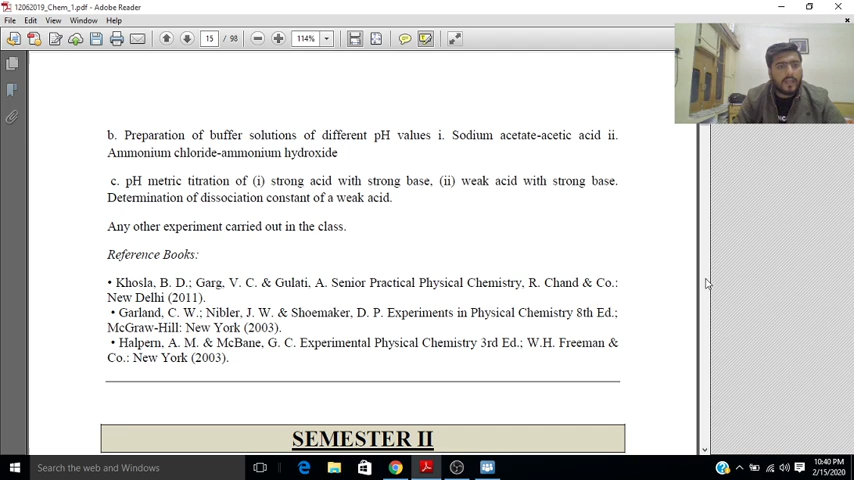 12062019_Chem_1.pdf - Adobe Reader
File Edit View Window Help
15 / 98 114%
b. Preparation of buffer solutions of different pH values i. Sodium acetate-acetic acid ii.
Ammonium chloride-ammonium hydroxide
c. pH metric titration of (i) strong acid with strong base, (ii) weak acid with strong base.
Determination of dissociation constant of a weak acid.
Any other experiment carried out in the class.
Reference Books:
• Khosla, B. D.; Garg, V. C. & Gulati, A. Senior Practical Physical Chemistry, R. Chand & Co.:
New Delhi (2011).
• Garland, C. W.; Nibler, J. W. & Shoemaker, D. P. Experiments in Physical Chemistry 8th Ed.;
McGraw-Hill: New York (2003).
• Halpern, A. M. & McBane, G. C. Experimental Physical Chemistry 3rd Ed.; W.H. Freeman &
Co.: New York (2003).
SEMESTER II
Search the web and Windows
10:40 PM
2/15/2020